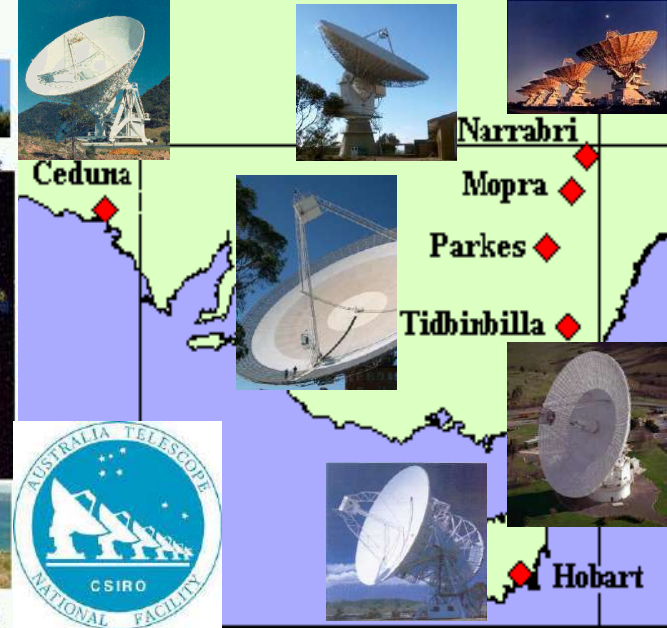 Narrabri
Ceduna
Mopra
Parkes
Tidbinbilla
AUSTRALIA TELESCOPE
CSIRO
NATIONAL FACILITY
Hobart